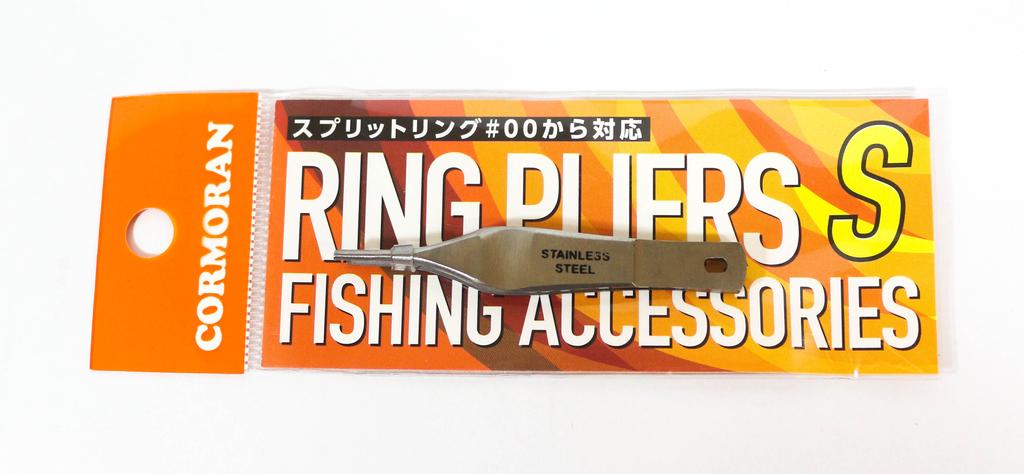 CORMORAN
スプリットリング#00から対応
RING PLIERS S
STAINLESS
STEEL
FISHING ACCESSORIES